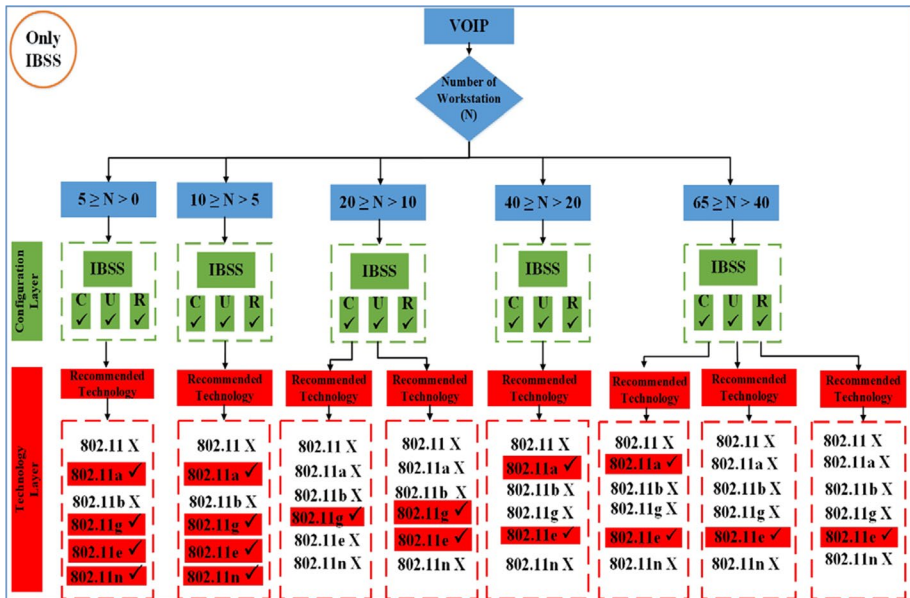 Only
IBSS
VOIP
Number of
Workstation
(N)
5 ≥ N > 0
10 ≥ N > 5
20 ≥ N > 10
40 ≥ N > 20
65 ≥ N > 40
Configuration
Layer
IBSS
C U R
✓ ✓ ✓
IBSS
C U R
✓ ✓ ✓
IBSS
C U R
✓ ✓ ✓
IBSS
C U R
✓ ✓ ✓
IBSS
C U R
✓ ✓ ✓
Technology
Layer
Recommended
Technology
802.11 X
802.11a ✓
802.11b X
802.11g ✓
802.11e ✓
802.11n ✓
Recommended
Technology
802.11 X
802.11a ✓
802.11b X
802.11g ✓
802.11e ✓
802.11n ✓
Recommended
Technology
802.11 X
802.11a X
802.11b X
802.11g ✓
802.11e X
802.11n X
Recommended
Technology
802.11 X
802.11a X
802.11b X
802.11g ✓
802.11e ✓
802.11n X
Recommended
Technology
802.11 X
802.11a ✓
802.11b X
802.11g X
802.11e ✓
802.11n X
Recommended
Technology
802.11 X
802.11a ✓
802.11b X
802.11g X
802.11e ✓
802.11n X
Recommended
Technology
802.11 X
802.11a X
802.11b X
802.11g X
802.11e ✓
802.11n X
Recommended
Technology
802.11 X
802.11a X
802.11b X
802.11g X
802.11e ✓
802.11n X